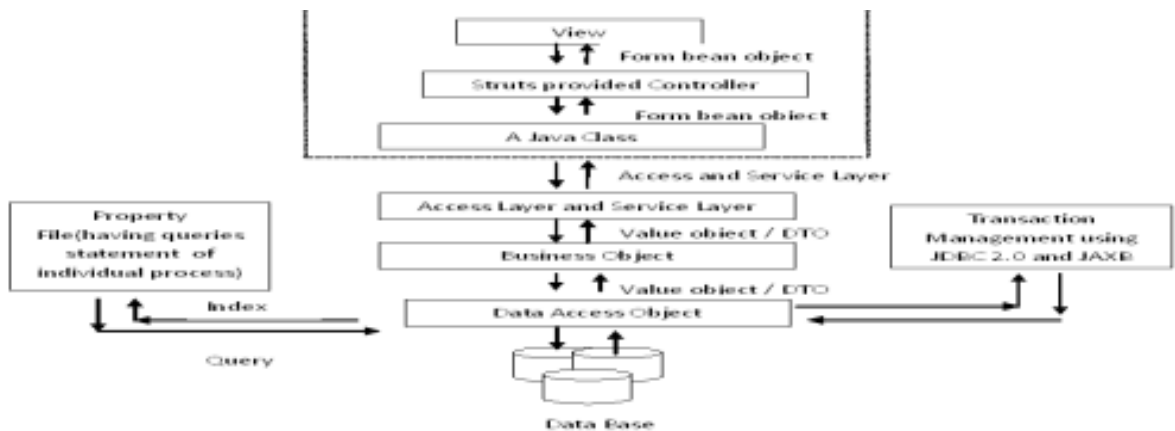 View
Form bean object
Struts provided Controller
Form bean object
A Java Class
Access and Service Layer
Access Layer and Service Layer
Value object / DTO
Business Object
Value object / DTO
Data Access Object
Data Base
Property
File(having queries
statement of
individual process)
Index
Query
Transaction
Management using
JDBC 2.0 and JAXB